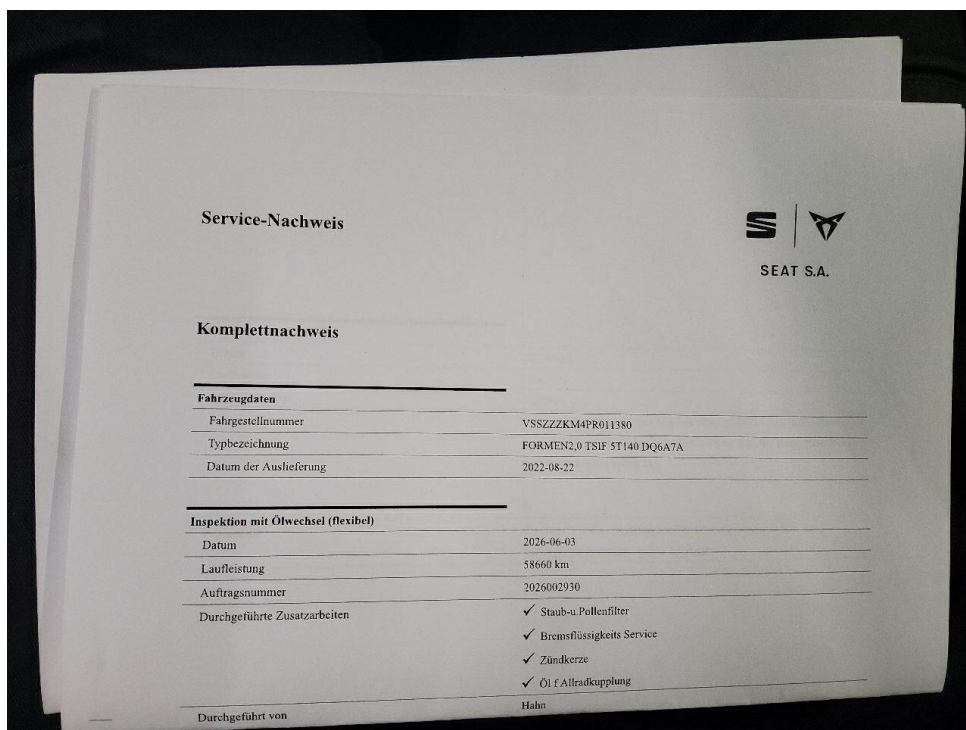 Service-Nachweis
SEAT S.A.
Komplettnachweis
Fahrzeugdaten
Fahrgestellnummer VSSZZZKM4PR011380
Typbezeichnung FORMEN2,0 TSIF 5T140 DQ6A7A
Datum der Auslieferung 2022-08-22
Inspektion mit Ölwechsel (flexibel)
Datum 2026-06-03
Laufleistung 58660 km
Auftragsnummer 2026002930
Durchgeführte Zusatzarbeiten ✓ Staub-u.Pollenfilter
✓ Bremsflüssigkeits Service
✓ Zündkerze
✓ Öl f Allradkupplung
Durchgeführt von Hahn